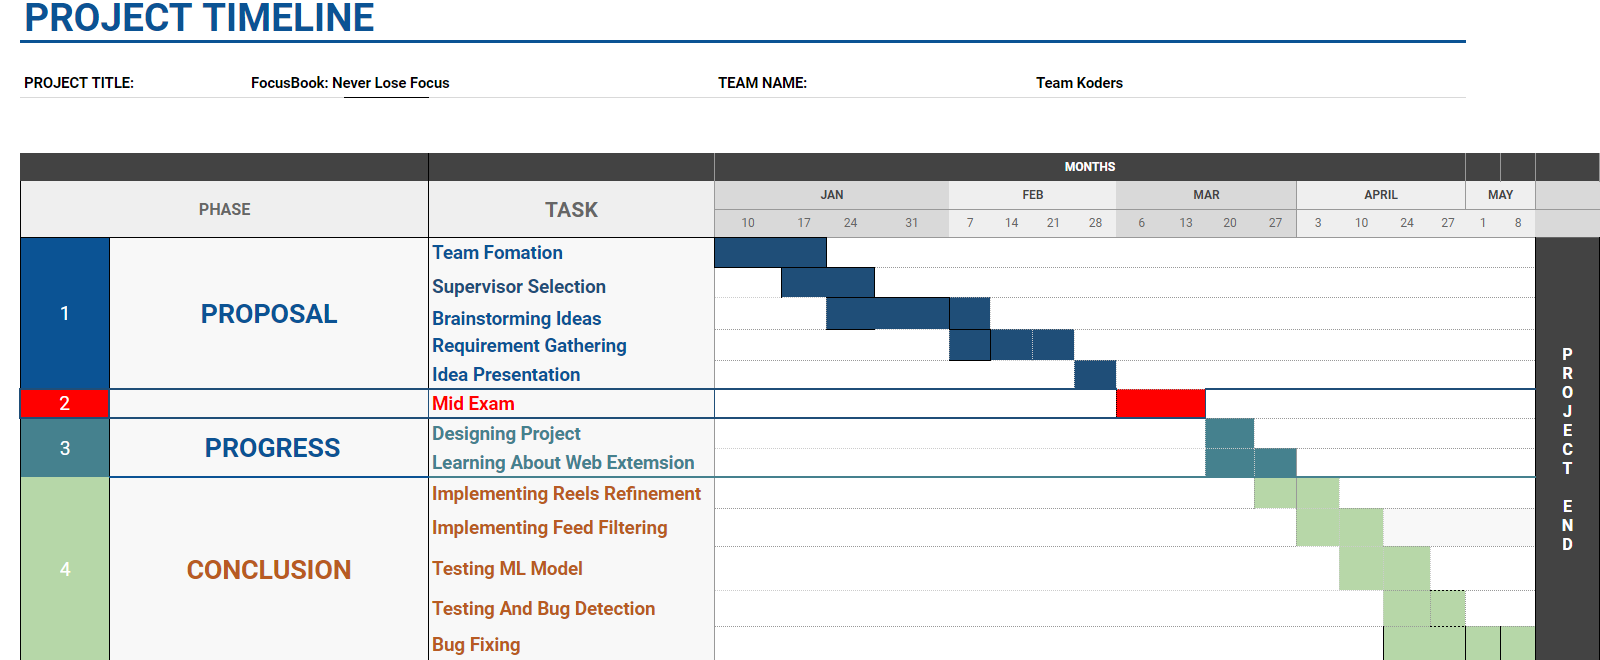 PROJECT TIMELINE
PROJECT TITLE: FocusBook: Never Lose Focus TEAM NAME: Team Koders
MONTHS
PHASE TASK JAN FEB MAR APRIL MAY
10 17 24 31 7 14 21 28 6 13 20 27 3 10 24 27 1 8
1 PROPOSAL
Team Fomation
Supervisor Selection
Brainstorming Ideas
Requirement Gathering
Idea Presentation
2 Mid Exam
3 PROGRESS
Designing Project
Learning About Web Extemsion
4 CONCLUSION
Implementing Reels Refinement
Implementing Feed Filtering
Testing ML Model
Testing And Bug Detection
Bug Fixing
PROJECT END